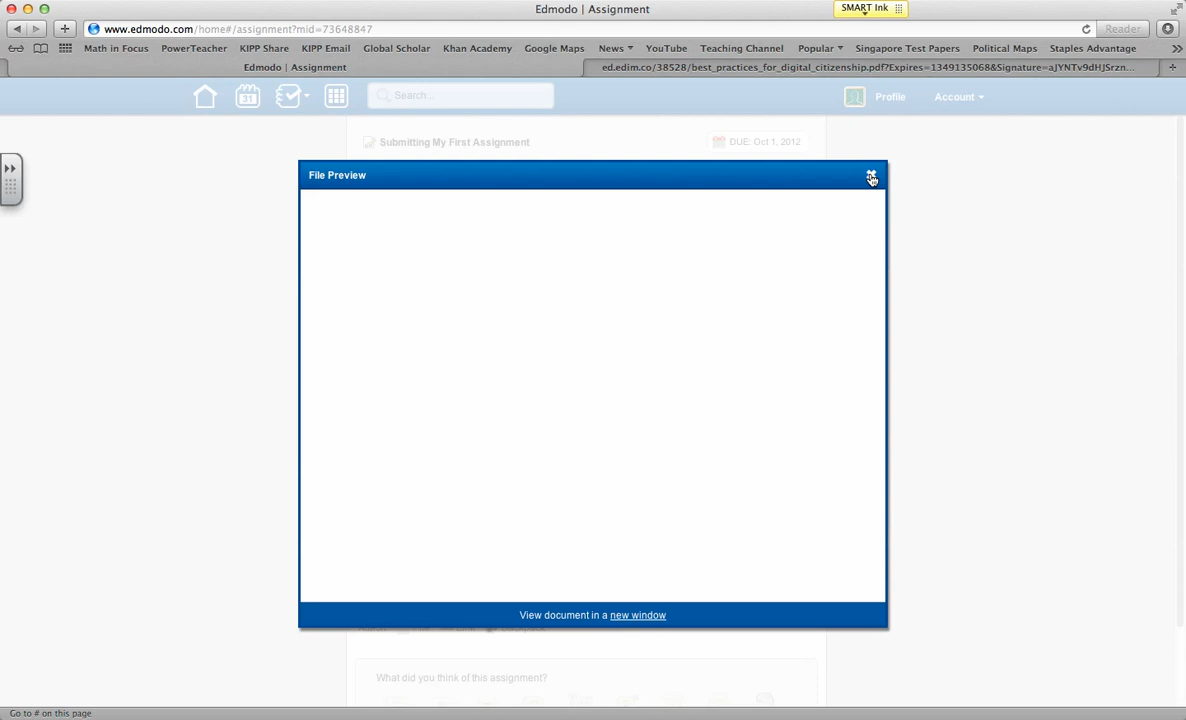 Edmodo | Assignment
SMART Ink
www.edmodo.com/home#/assignment?mid=73648847
Reader
Math in Focus PowerTeacher KIPP Share KIPP Email Global Scholar Khan Academy Google Maps News YouTube Teaching Channel Popular Singapore Test Papers Political Maps Staples Advantage
Edmodo | Assignment
ed.edim.co/38528/best_practices_for_digital_citizenship.pdf?Expires=1349135068&Signature=aJYNTv9dHJSrzn...
31 Search... Profile Account
Submitting My First Assignment DUE: Oct 1, 2012
File Preview
View document in a new window
What did you think of this assignment?
Go to # on this page